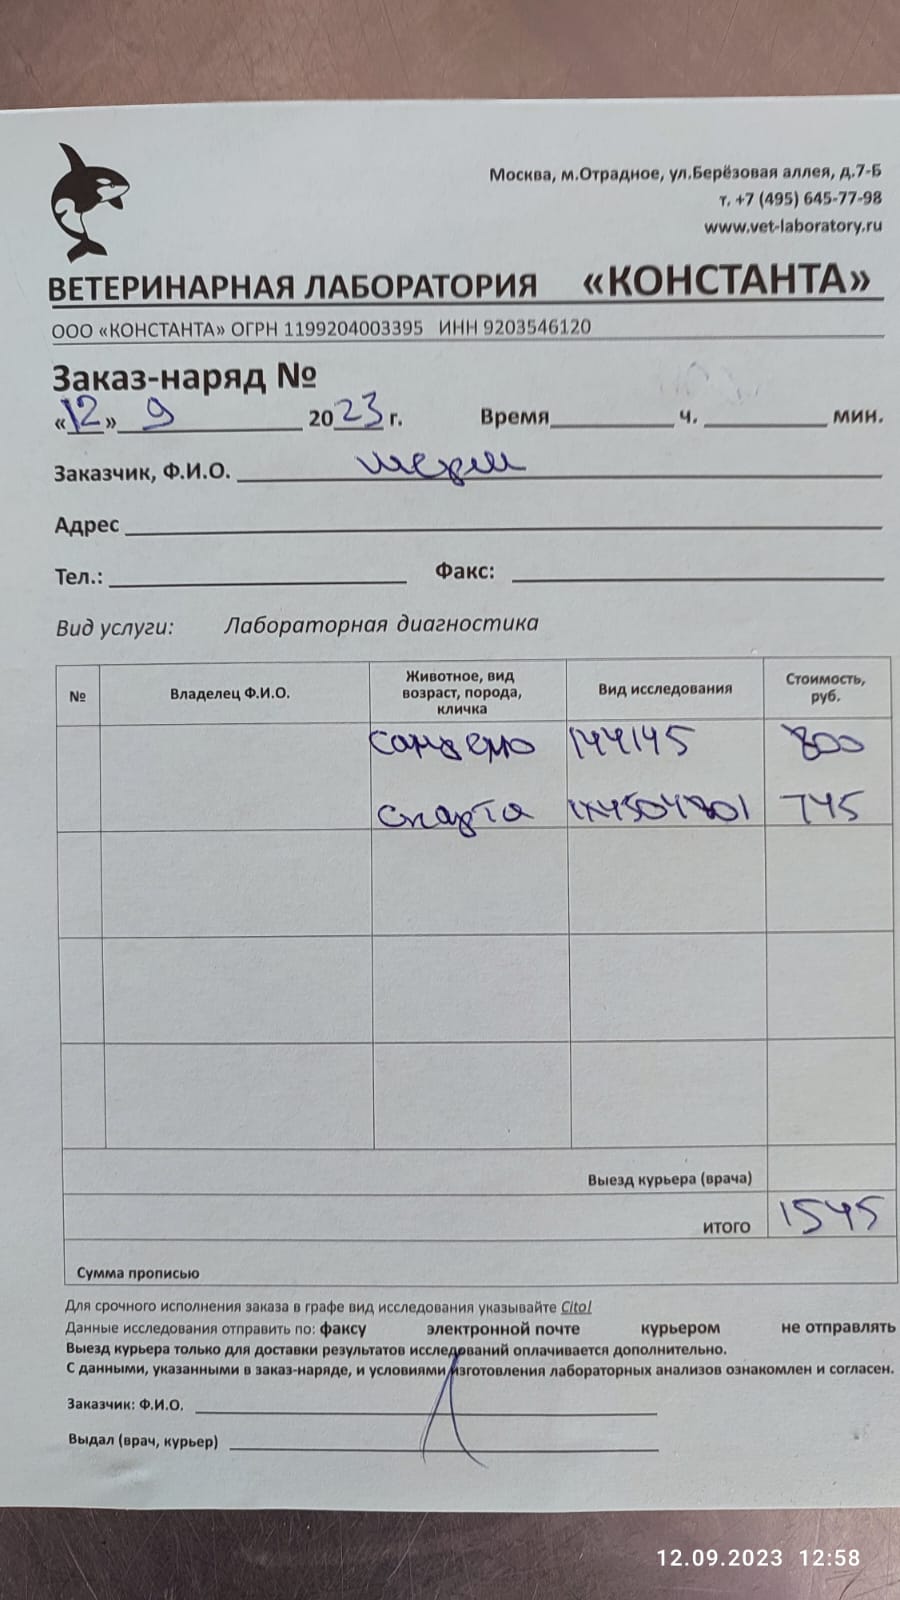 Москва, м.Отрадное, ул.Берёзовая аллея, д.7-Б
т. +7 (495) 645-77-98
www.vet-laboratory.ru
ВЕТЕРИНАРНАЯ ЛАБОРАТОРИЯ «КОНСТАНТА»
ООО «КОНСТАНТА» ОГРН 1199204003395 ИНН 9203546120
Заказ-наряд №
«12» 9 2023 г. Время ч. мин.
Заказчик, Ф.И.О.
Адрес
Тел.: Факс:
Вид услуги: Лабораторная диагностика
№ Владелец Ф.И.О. Животное, вид возраст, порода, кличка Вид исследования Стоимость, руб.
144145 800
Спарта 745
Выезд курьера (врача)
ИТОГО 1545
Сумма прописью
Для срочного исполнения заказа в графе вид исследования указывайте Cito!
Данные исследования отправить по: факсу электронной почте курьером не отправлять
Выезд курьера только для доставки результатов исследований оплачивается дополнительно.
С данными, указанными в заказ-наряде, и условиями изготовления лабораторных анализов ознакомлен и согласен.
Заказчик: Ф.И.О.
Выдал (врач, курьер)
12.09.2023 12:58